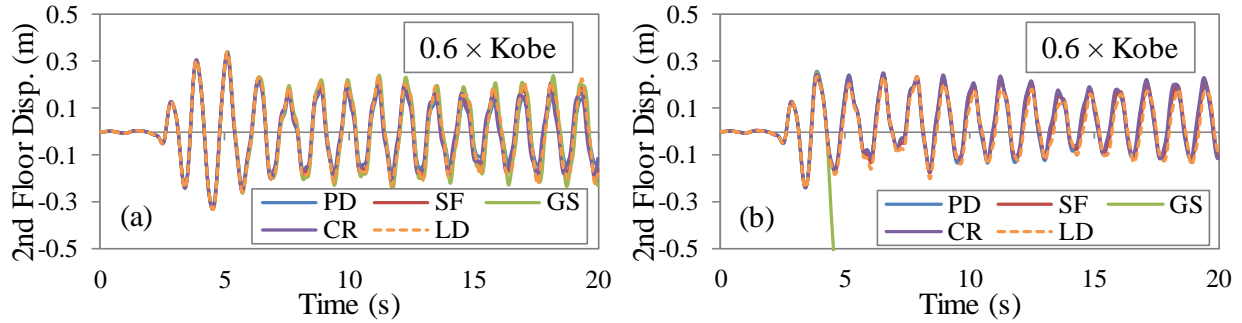 2nd Floor Disp. (m)
0.5
0.3
0.1
-0.1
-0.3
-0.5
0.6 × Kobe
(a)
PD SF GS
CR LD
0 5 10 15 20
Time (s)
2nd Floor Disp. (m)
0.5
0.3
0.1
-0.1
-0.3
-0.5
0.6 × Kobe
(b)
PD SF GS
CR LD
0 5 10 15 20
Time (s)